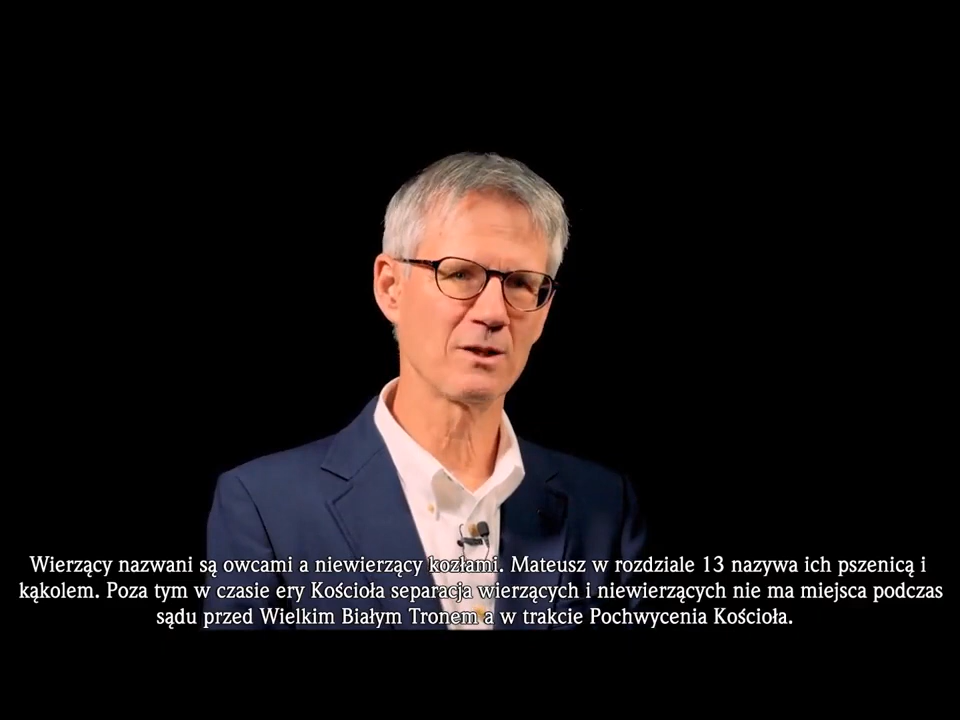 Wierzący nazwani są owcami a niewierzący kozłami. Mateusz w rozdziale 13 nazywa ich pszenicą i
kąkolem. Poza tym w czasie ery Kościoła separacja wierzących i niewierzących nie ma miejsca podczas
sądu przed Wielkim Białym Tronem a w trakcie Pochwycenia Kościoła.